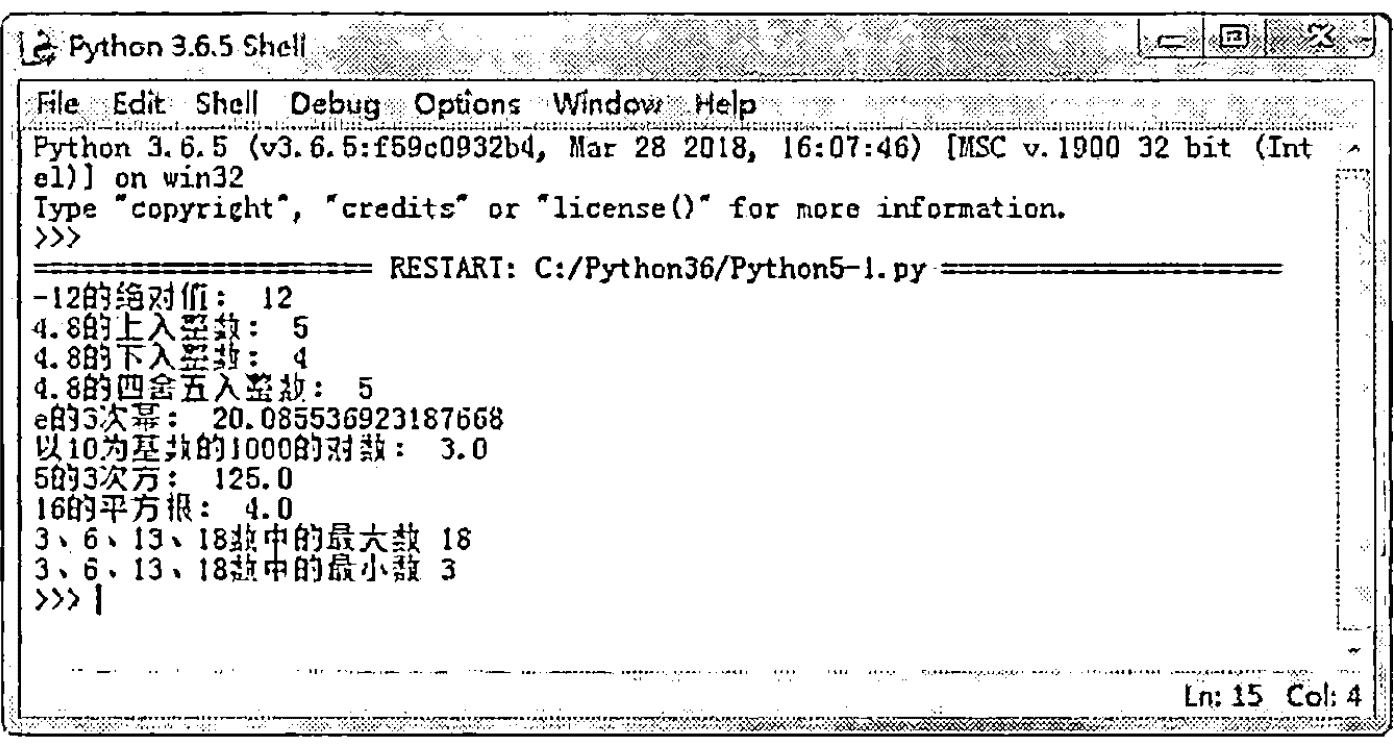 Python 3.6.5 Shell
File Edit Shell Debug Options Window Help
Python 3.6.5 (v3.6.5:f59c0932b4, Mar 28 2018, 16:07:46) [MSC v.1900 32 bit (Int
el)] on win32
Type "copyright", "credits" or "license()" for more information.
>>>
===================== RESTART: C:/Python36/Python5-1.py =====================
-12的绝对值： 12
4.8的上入整数： 5
4.8的下入整数： 4
4.8的四舍五入整数： 5
e的3次幂： 20.085536923187668
以10为基数的1000的对数： 3.0
5的3次方： 125.0
16的平方根： 4.0
3、6、13、18数中的最大数 18
3、6、13、18数中的最小数 3
>>>
Ln: 15 Col: 4